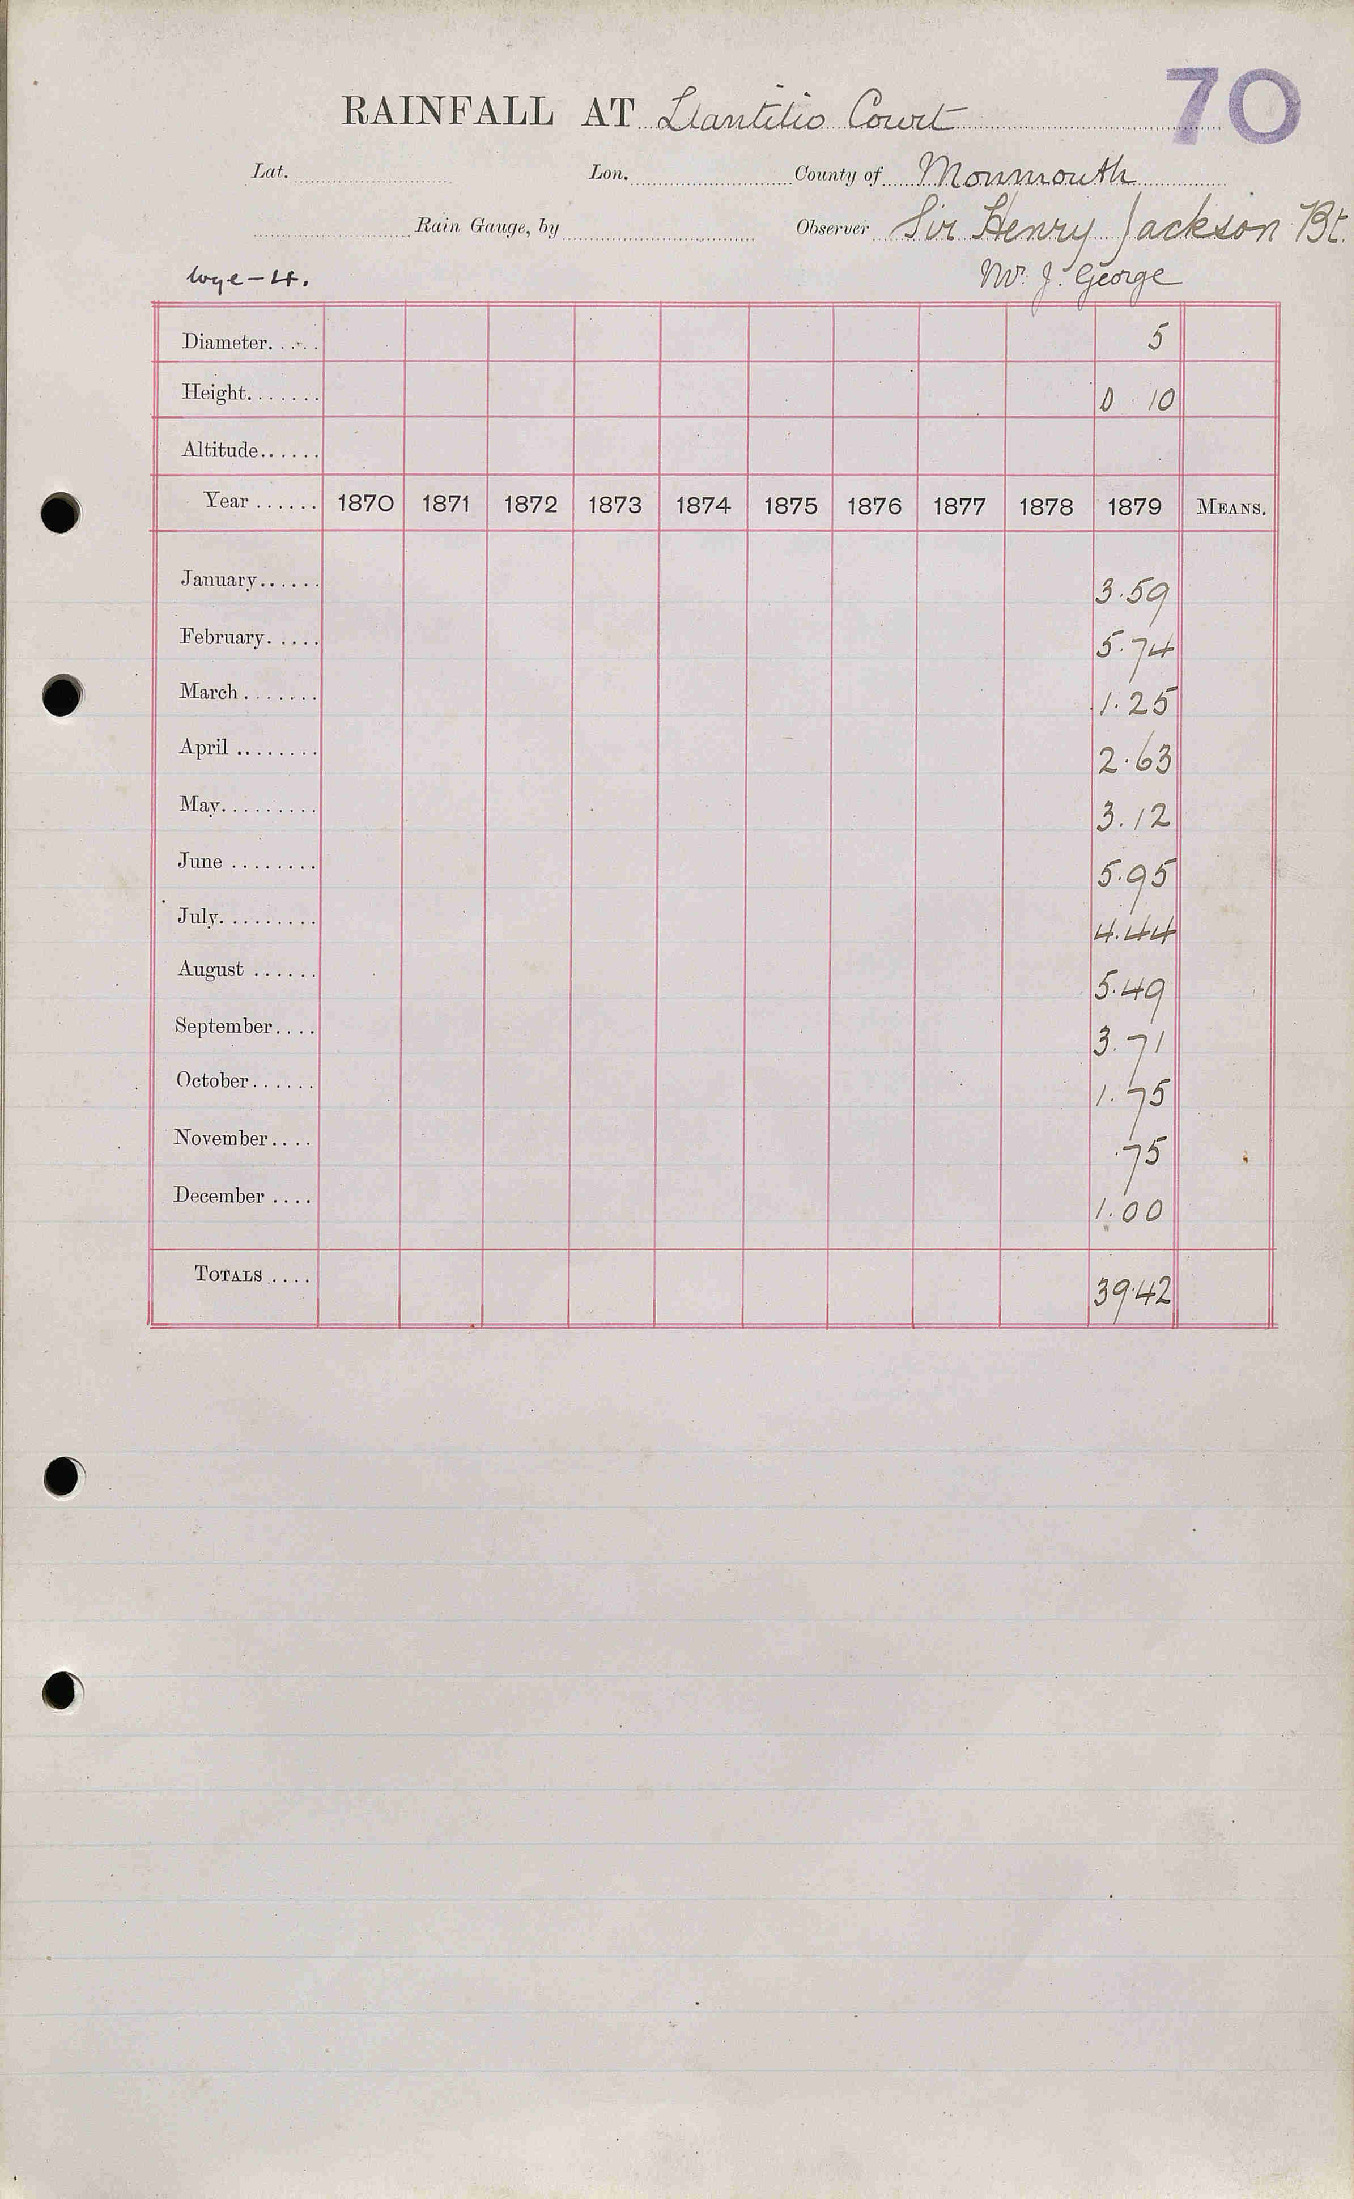 70
RAINFALL AT Llantilio Court
Lat. Lon. County of Monmouth
Rain Gauge, by Observer Sir Henry Jackson Bt.
Wye - 4. Mr. J. George
Diameter..... 5
Height....... 0 10
Altitude......
Year ...... 1870 1871 1872 1873 1874 1875 1876 1877 1878 1879 MEANS.
January...... 3.59
February..... 5.74
March ....... 1.25
April ........ 2.63
May......... 3.12
June ........ 5.95
July......... 4.44
August ...... 5.49
September.... 3.71
October...... 1.75
November.... .75
December .... 1.00
TOTALS .... 39.42